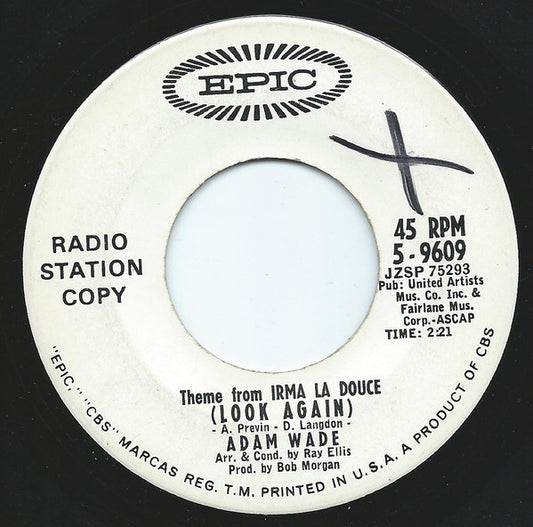 EPIC
RADIO
STATION
COPY
45 RPM
5-9609
JZSP 75293
Pub: United Artists
Mus. Co. Inc. &
Fairlane Mus.
Corp.-ASCAP
TIME: 2:21
Theme from IRMA LA DOUCE
(LOOK AGAIN)
- A. Previn - D. Langdon -
ADAM WADE
Arr. & Cond. by Ray Ellis
Prod. by Bob Morgan
"EPIC," "CBS" MARCAS REG. T.M. PRINTED IN U.S.A. A PRODUCT OF CBS